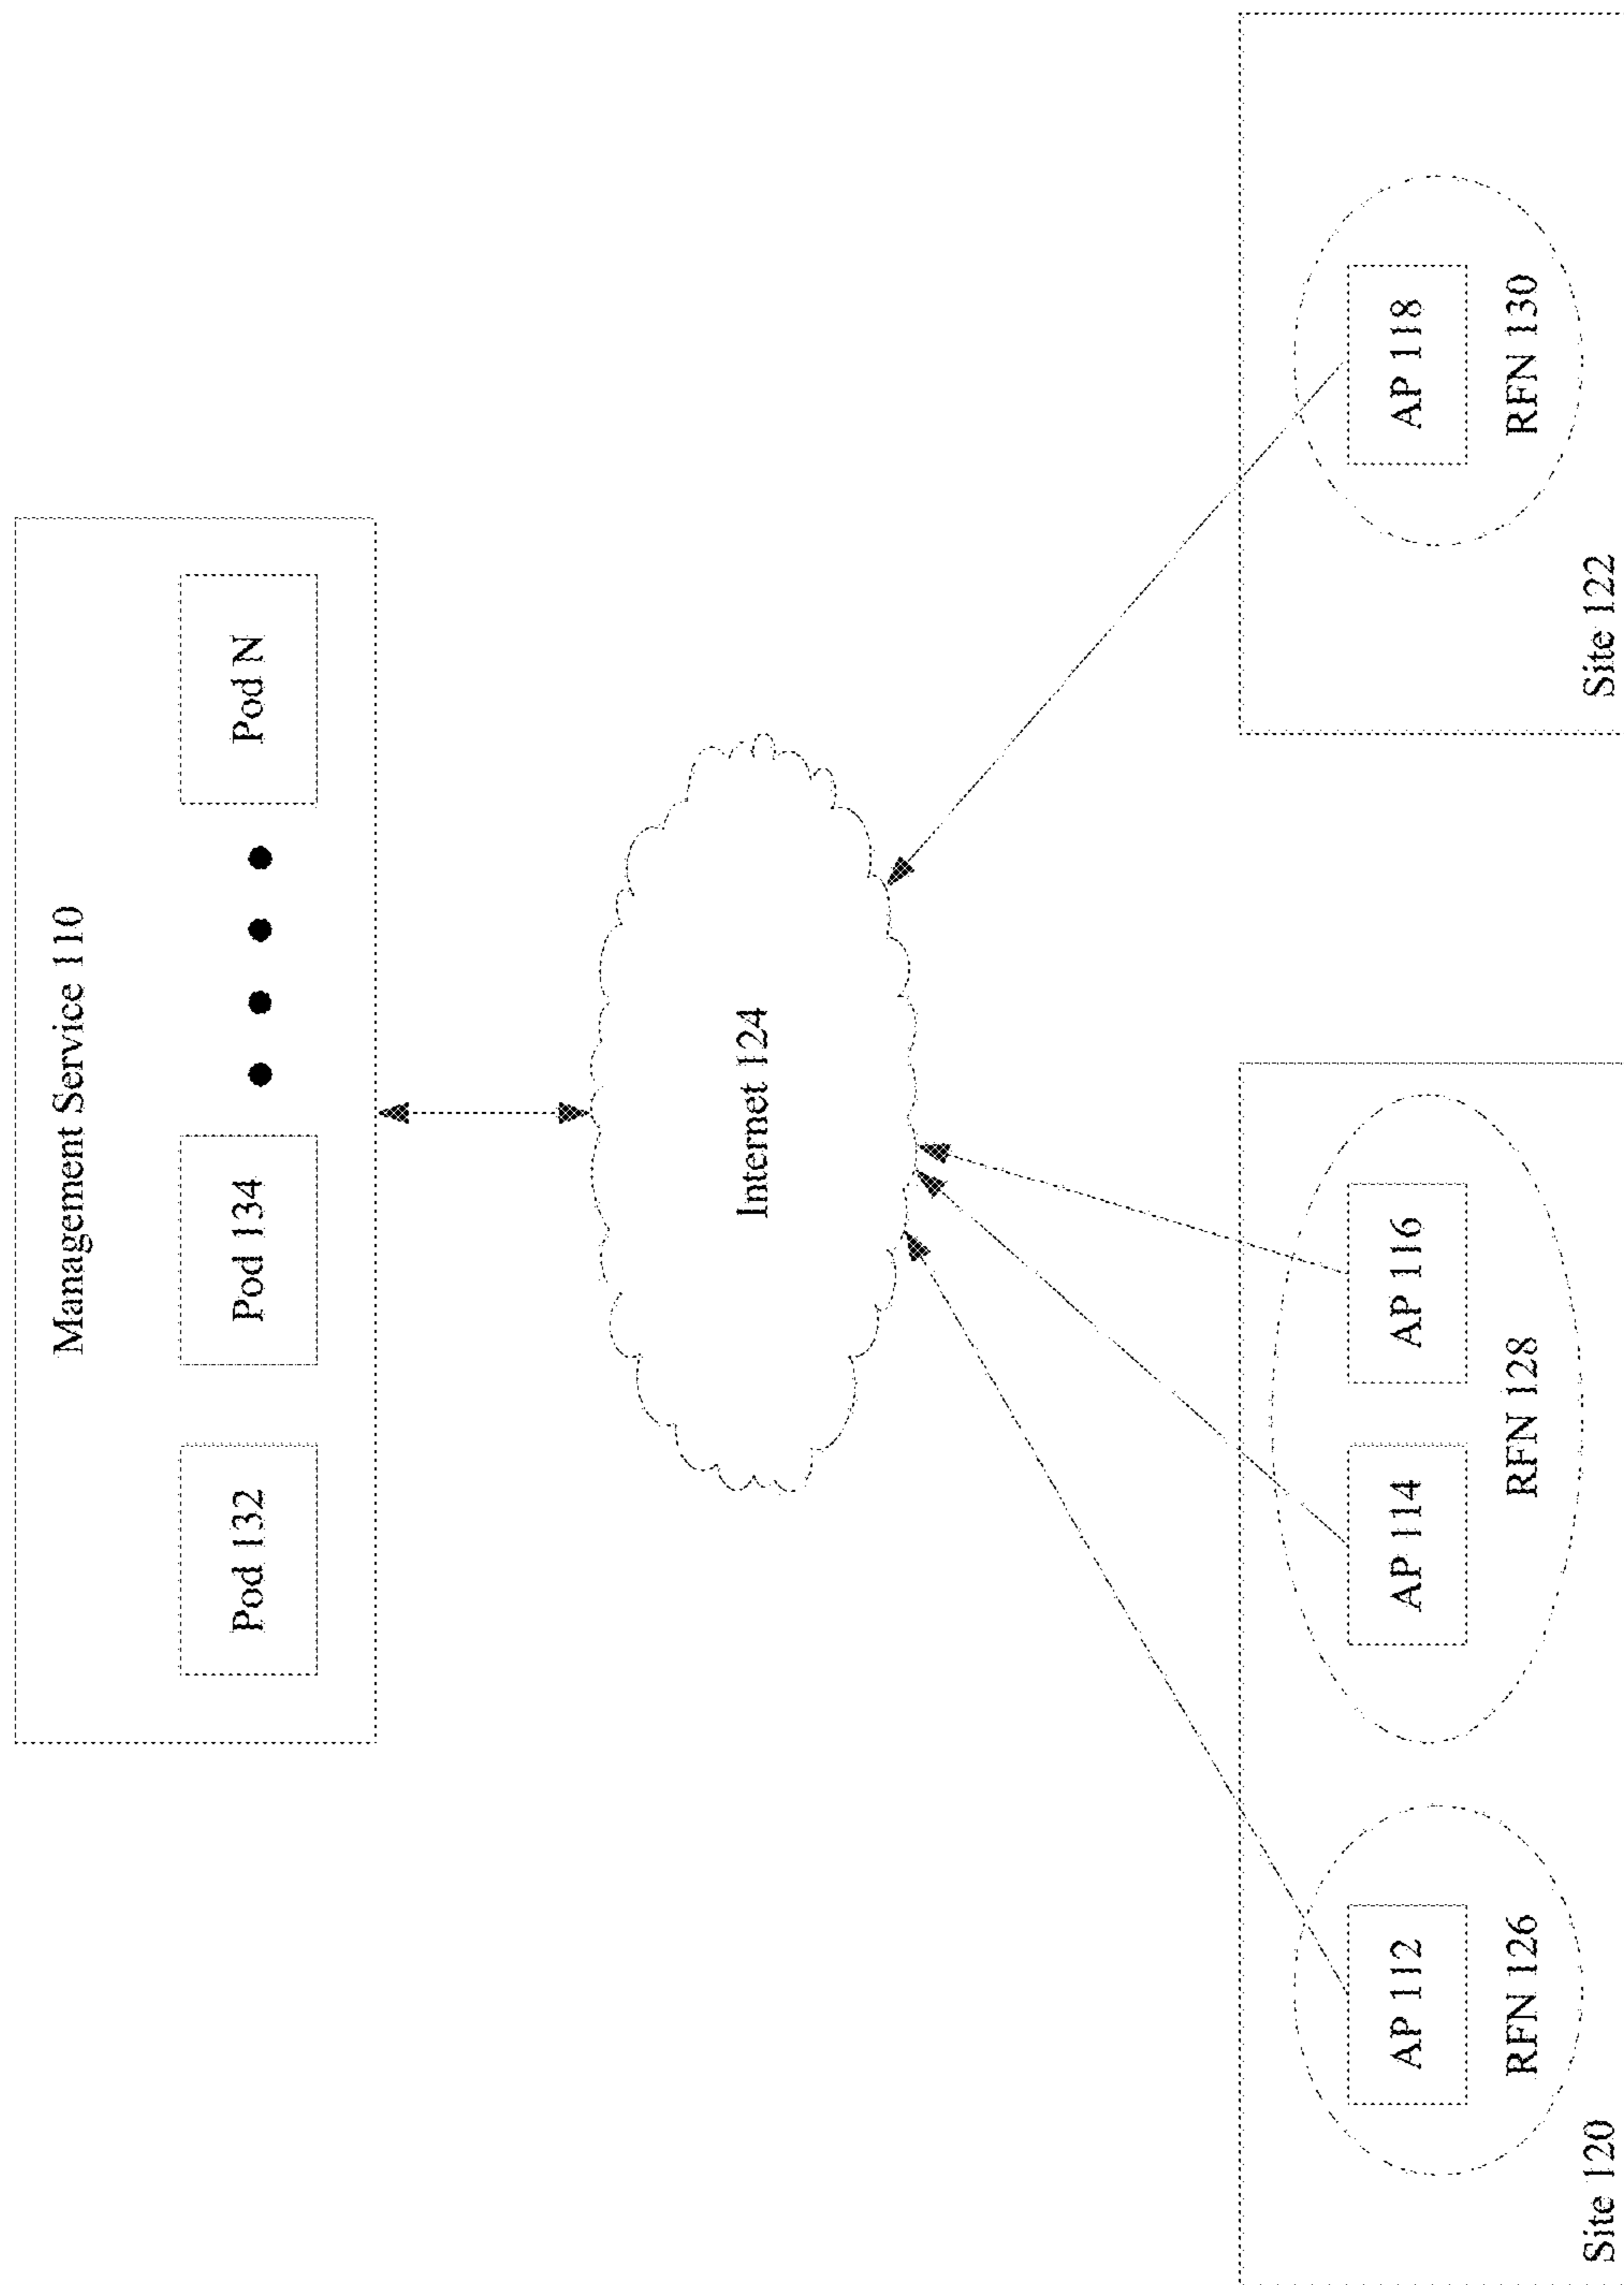 Management Service 110
Pod 132
Pod 134
Pod N
Internet 124
AP 112
AP 114
AP 116
AP 118
RFN 126
RFN 128
RFN 130
Site 120
Site 122